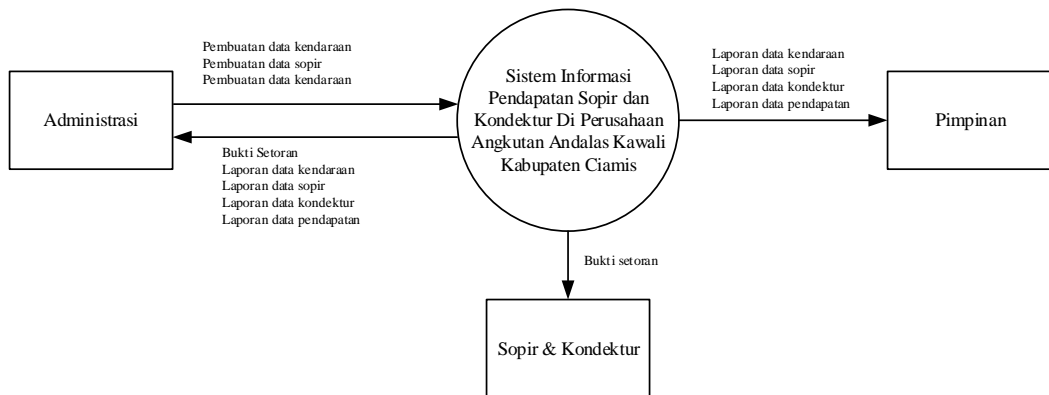 Pembuatan data kendaraan
Pembuatan data sopir
Pembuatan data kendaraan
Administrasi
Bukti Setoran
Laporan data kendaraan
Laporan data sopir
Laporan data kondektur
Laporan data pendapatan
Sistem Informasi
Pendapatan Sopir dan
Kondektur Di Perusahaan
Angkutan Andalas Kawali
Kabupaten Ciamis
Laporan data kendaraan
Laporan data sopir
Laporan data kondektur
Laporan data pendapatan
Pimpinan
Bukti setoran
Sopir & Kondektur